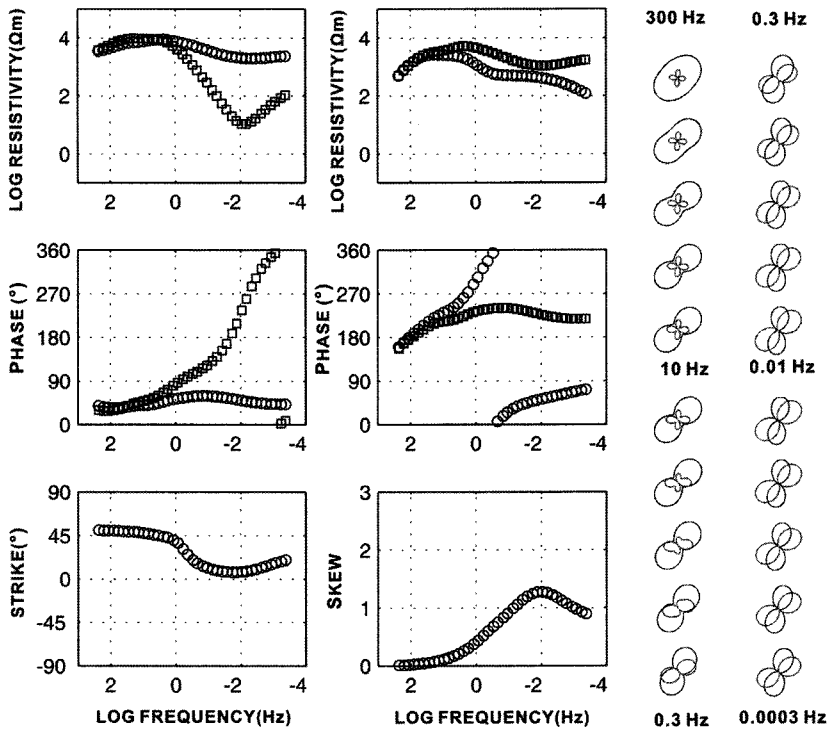 LOG RESISTIVITY(Ωm)
4
2
0
2 0 -2 -4
LOG RESISTIVITY(Ωm)
4
2
0
2 0 -2 -4
PHASE (°)
360
270
180
90
0
2 0 -2 -4
PHASE (°)
360
270
180
90
0
2 0 -2 -4
STRIKE(°)
90
45
0
-45
-90
2 0 -2 -4
LOG FREQUENCY(Hz)
SKEW
3
2
1
0
2 0 -2 -4
LOG FREQUENCY(Hz)
300 Hz 0.3 Hz
10 Hz 0.01 Hz
0.3 Hz 0.0003 Hz